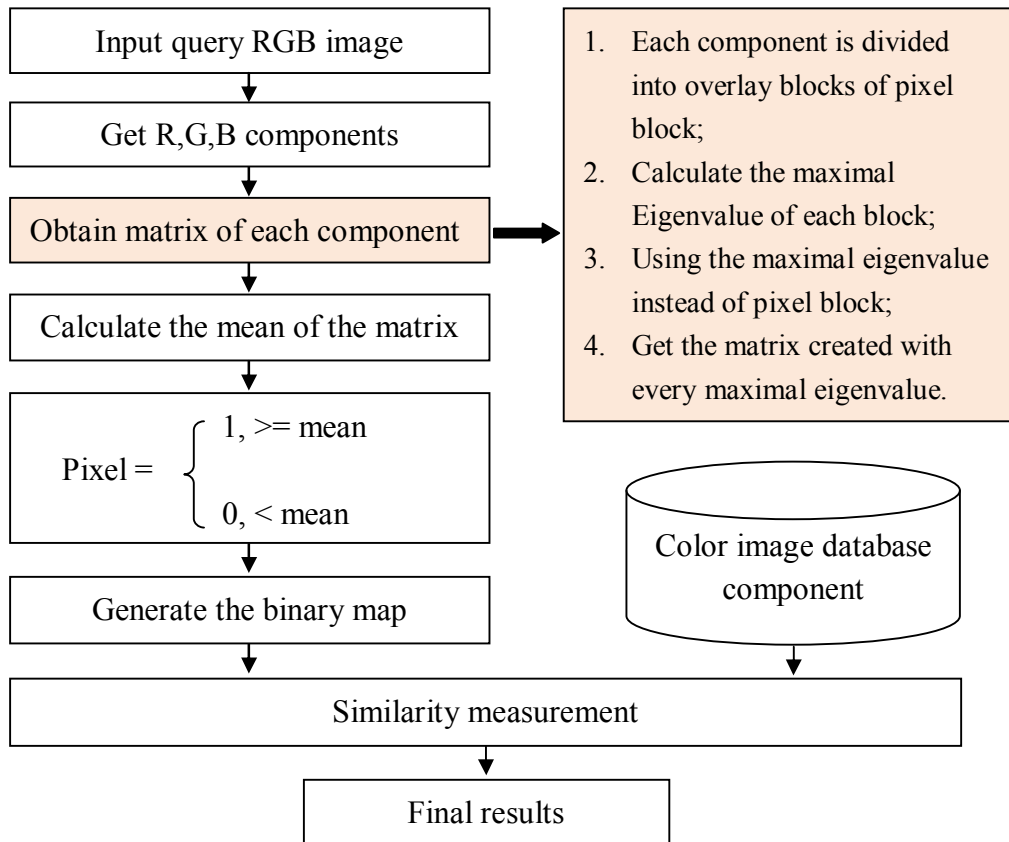 Input query RGB image
Get R,G,B components
Obtain matrix of each component
Calculate the mean of the matrix
1, >= mean
Pixel =
0, < mean
Generate the binary map
1. Each component is divided
into overlay blocks of pixel
block;
2. Calculate the maximal
Eigenvalue of each block;
3. Using the maximal eigenvalue
instead of pixel block;
4. Get the matrix created with
every maximal eigenvalue.
Color image database
component
Similarity measurement
Final results